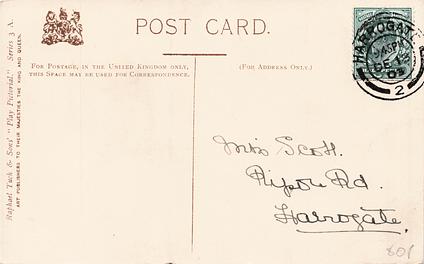 POST CARD.
FOR POSTAGE, IN THE UNITED KINGDOM ONLY,
THIS SPACE MAY BE USED FOR CORRESPONDENCE.
(FOR ADDRESS ONLY.)
Raphael Tuck & Sons' "Play Pictorial." Series 3 A.
ART PUBLISHERS TO THEIR MAJESTIES THE KING AND QUEEN.
HARROGATE
2
Miss Scott.
Ripon Rd.
Harrogate.
801